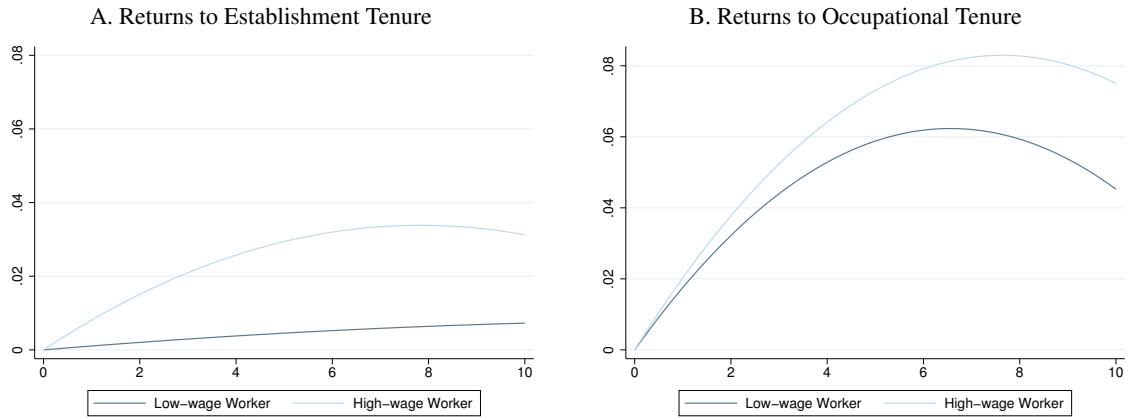 A. Returns to Establishment Tenure
.08
.06
.04
.02
0
0 2 4 6 8 10
Low−wage Worker High−wage Worker
B. Returns to Occupational Tenure
.08
.06
.04
.02
0
0 2 4 6 8 10
Low−wage Worker High−wage Worker